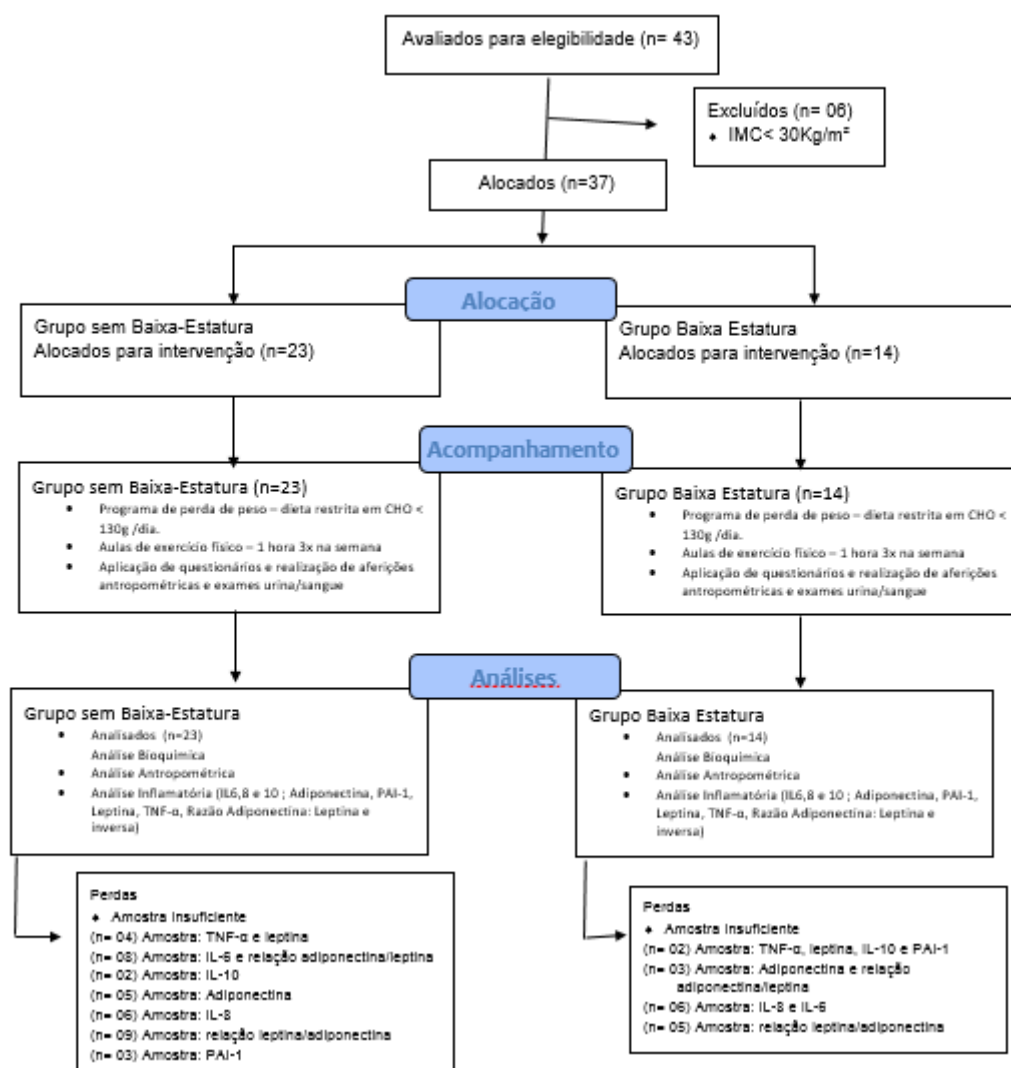 Avaliados para elegibilidade (n= 43)
Excluídos (n= 06)
♦ IMC< 30Kg/m²
Alocados (n=37)
Alocação
Grupo sem Baixa-Estatura
Alocados para intervenção (n=23)
Grupo Baixa Estatura
Alocados para intervenção (n=14)
Acompanhamento
Grupo sem Baixa-Estatura (n=23)
• Programa de perda de peso – dieta restrita em CHO <
130g /dia.
• Aulas de exercício físico – 1 hora 3x na semana
• Aplicação de questionários e realização de aferições
antropométricas e exames urina/sangue
Grupo Baixa Estatura (n=14)
• Programa de perda de peso – dieta restrita em CHO <
130g /dia.
• Aulas de exercício físico – 1 hora 3x na semana
• Aplicação de questionários e realização de aferições
antropométricas e exames urina/sangue
Análises
Grupo sem Baixa-Estatura
• Analisados (n=23)
Análise Bioquímica
• Análise Antropométrica
• Análise Inflamatória (IL6,8 e 10 ; Adiponectina, PAI-1,
Leptina, TNF-α, Razão Adiponectina: Leptina e
inversa)
Grupo Baixa Estatura
• Analisados (n=14)
Análise Bioquímica
• Análise Antropométrica
• Análise Inflamatória (IL6,8 e 10 ; Adiponectina, PAI-1,
Leptina, TNF-α, Razão Adiponectina: Leptina e
inversa)
Perdas
♦ Amostra Insuficiente
(n= 04) Amostra: TNF-α e leptina
(n= 08) Amostra: IL-6 e relação adiponectina/leptina
(n= 02) Amostra: IL-10
(n= 05) Amostra: Adiponectina
(n= 06) Amostra: IL-8
(n= 09) Amostra: relação leptina/adiponectina
(n= 03) Amostra: PAI-1
Perdas
♦ Amostra Insuficiente
(n= 02) Amostra: TNF-α, leptina, IL-10 e PAI-1
(n= 03) Amostra: Adiponectina e relação
adiponectina/leptina
(n= 06) Amostra: IL-8 e IL-6
(n= 05) Amostra: relação leptina/adiponectina